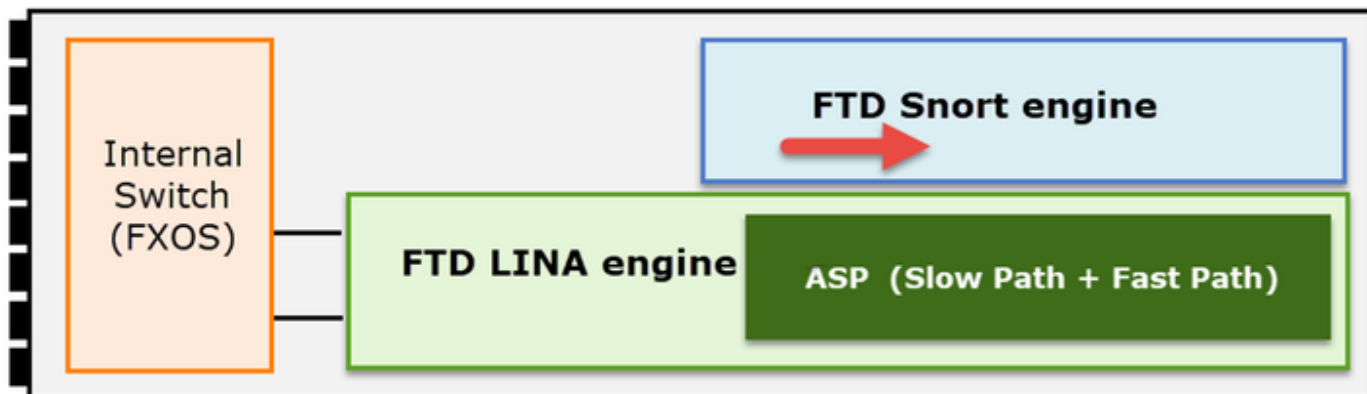 Internal
Switch
(FXOS)
FTD Snort engine
FTD LINA engine
ASP (Slow Path + Fast Path)